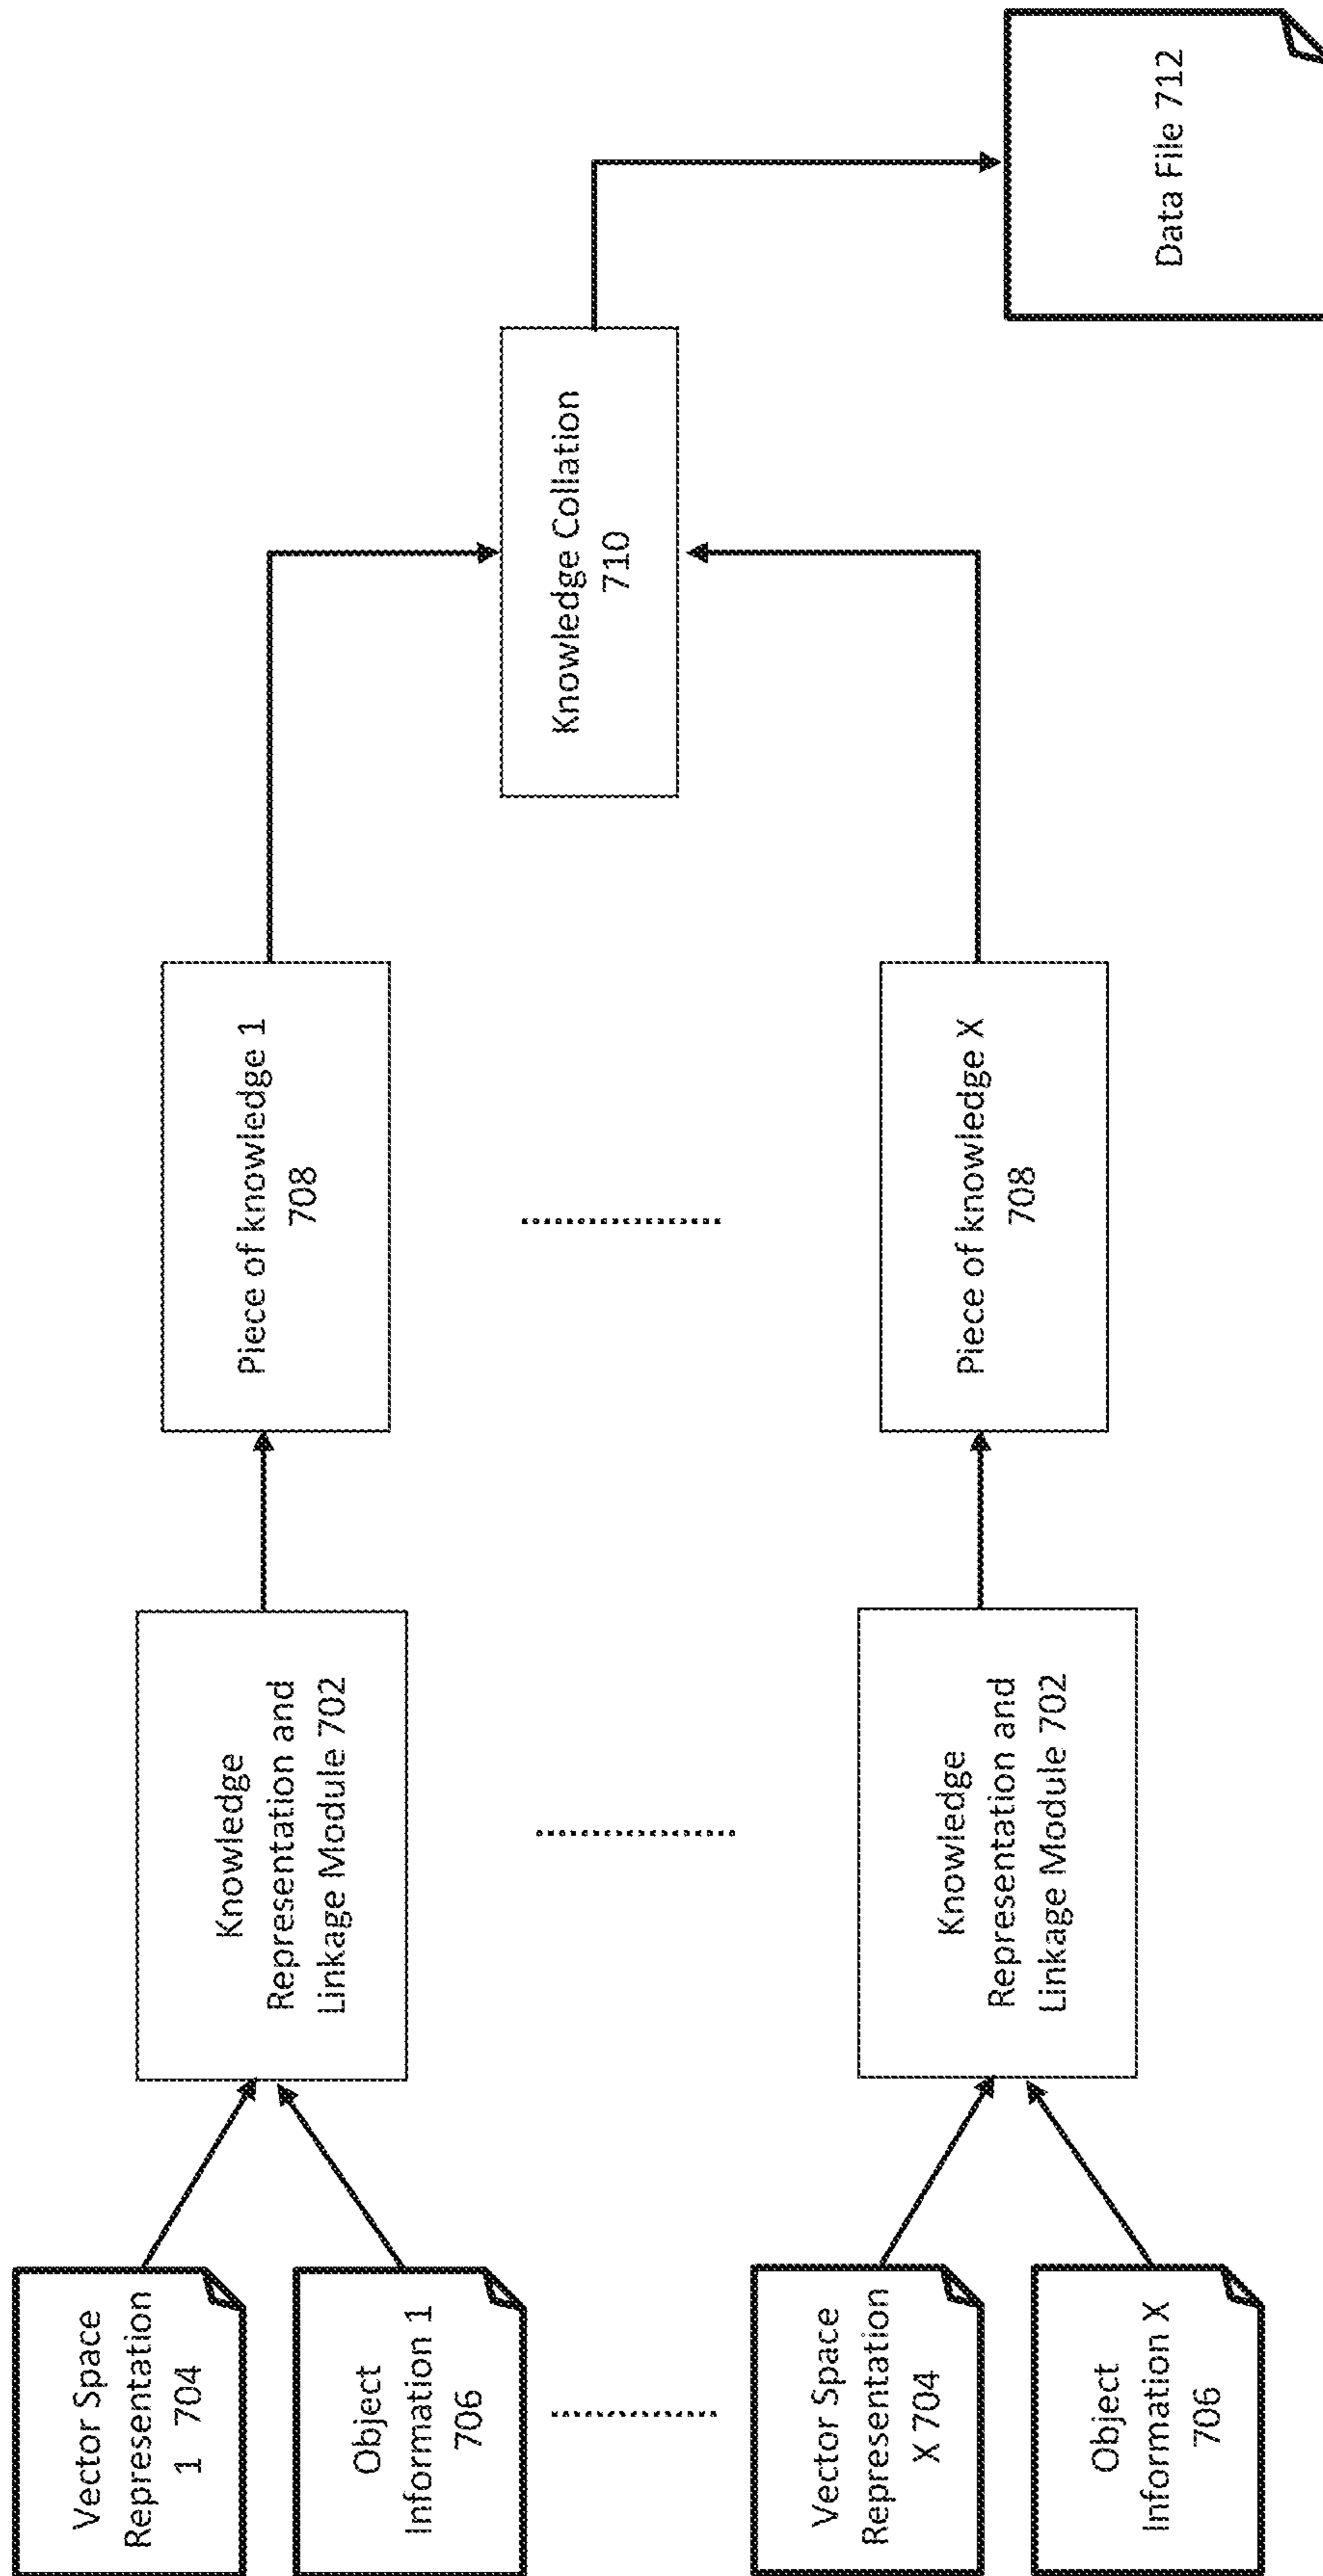 Vector Space
Representation
1 704
Object
Information 1
706
Knowledge
Representation and
Linkage Module 702
Piece of knowledge 1
708
Vector Space
Representation
X 704
Object
Information X
706
Knowledge
Representation and
Linkage Module 702
Piece of knowledge X
708
Knowledge Collation
710
Data File 712